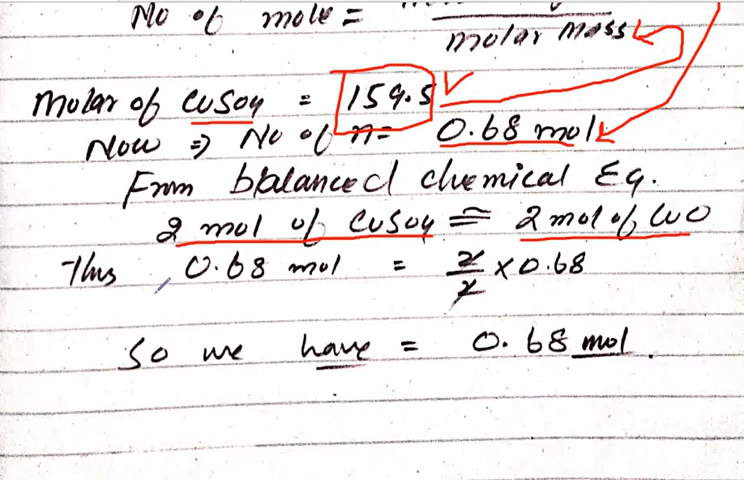 No of mole =
molar mass
Molar of CuSO4 = 159.5
Now ⇒ No of n = 0.68 mol
From balanced chemical Eq.
2 mol of CuSO4 = 2 mol of CuO
Thus 0.68 mol = 2/2 × 0.68
So we have = 0.68 mol.